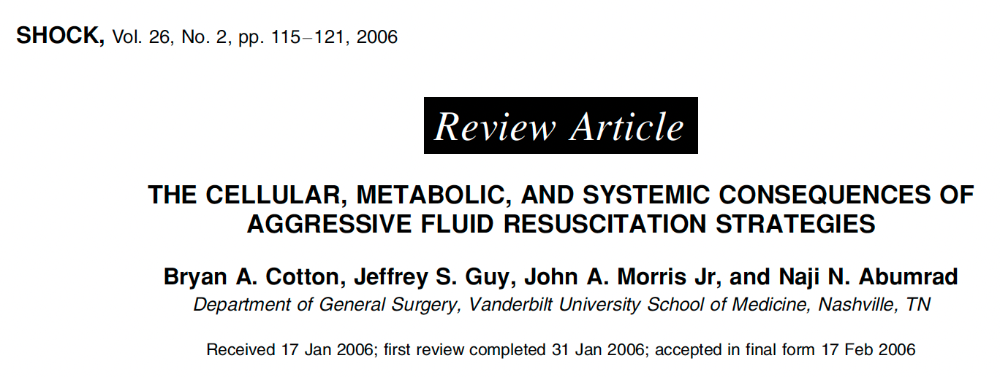 SHOCK, Vol. 26, No. 2, pp. 115–121, 2006
Review Article
THE CELLULAR, METABOLIC, AND SYSTEMIC CONSEQUENCES OF
AGGRESSIVE FLUID RESUSCITATION STRATEGIES
Bryan A. Cotton, Jeffrey S. Guy, John A. Morris Jr, and Naji N. Abumrad
Department of General Surgery, Vanderbilt University School of Medicine, Nashville, TN
Received 17 Jan 2006; first review completed 31 Jan 2006; accepted in final form 17 Feb 2006